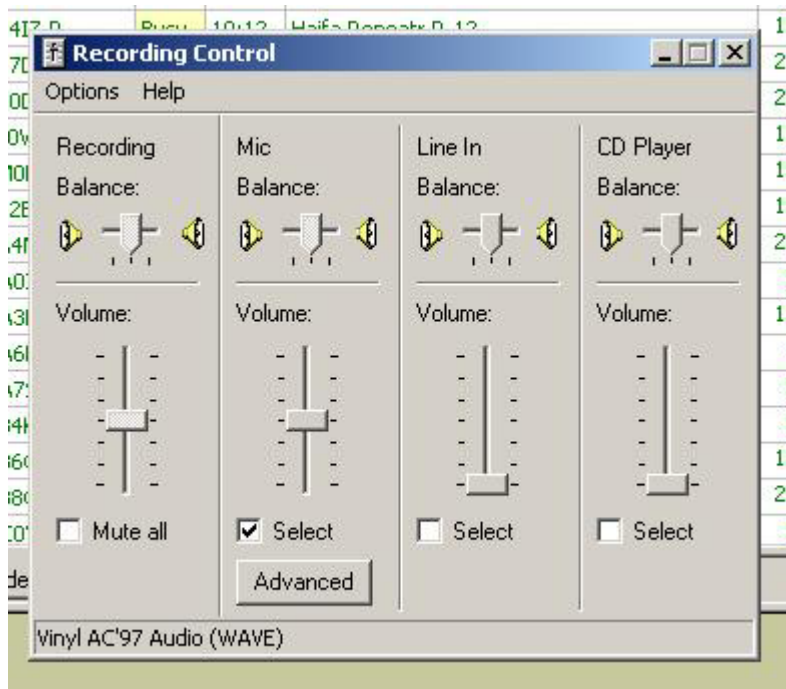 Recording Control
Options Help
Recording Mic Line In CD Player
Balance: Balance: Balance: Balance:
Volume: Volume: Volume: Volume:
Mute all Select Select Select
Advanced
Vinyl AC'97 Audio (WAVE)